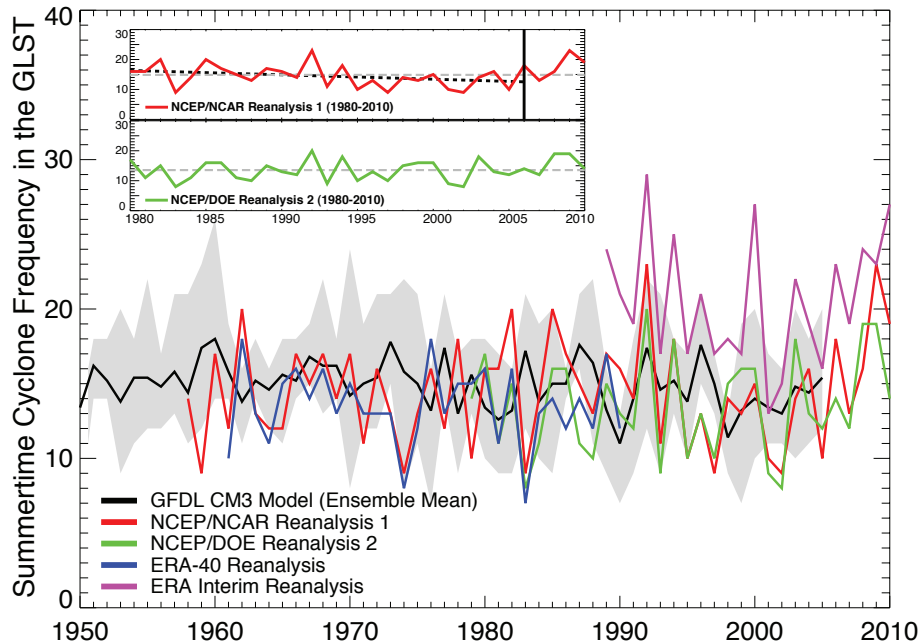 Summertime Cyclone Frequency in the GLST
40
30
20
10
0
30
20
10
0
NCEP/NCAR Reanalysis 1 (1980-2010)
30
20
10
0
NCEP/DOE Reanalysis 2 (1980-2010)
1980 1985 1990 1995 2000 2005 2010
GFDL CM3 Model (Ensemble Mean)
NCEP/NCAR Reanalysis 1
NCEP/DOE Reanalysis 2
ERA-40 Reanalysis
ERA Interim Reanalysis
1950 1960 1970 1980 1990 2000 2010